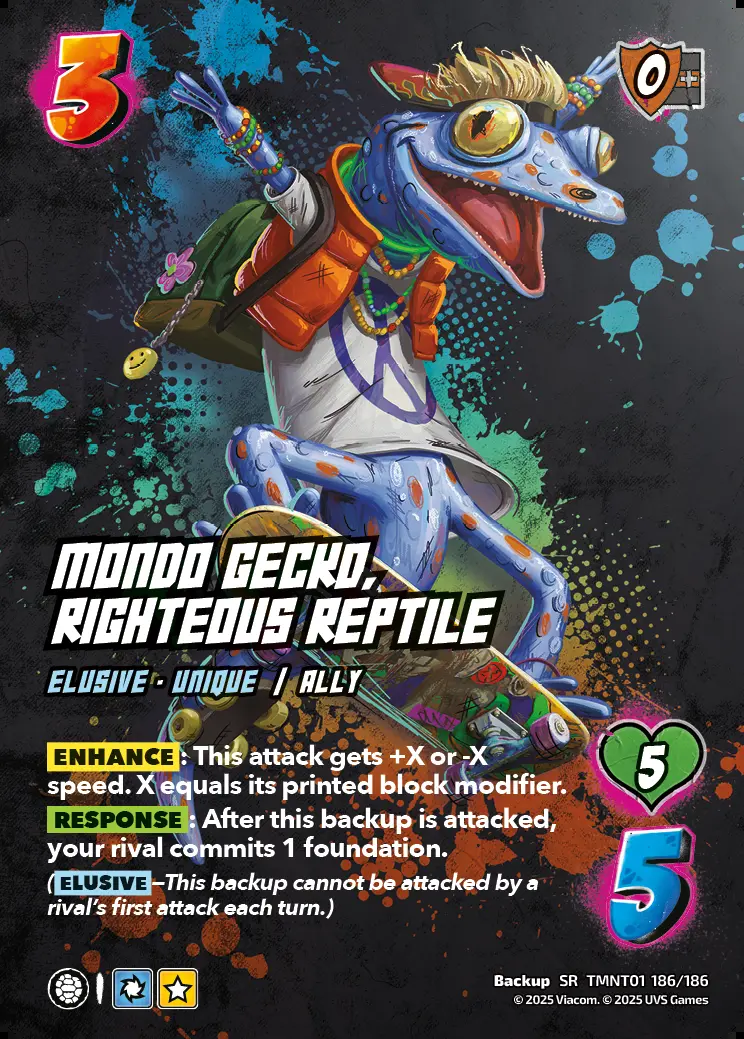 3
0
+
MONDO GECKO,
RIGHTEOUS REPTILE
ELUSIVE · UNIQUE | ALLY
ENHANCE : This attack gets +X or -X
speed. X equals its printed block modifier.
RESPONSE : After this backup is attacked,
your rival commits 1 foundation.
(ELUSIVE—This backup cannot be attacked by a
rival's first attack each turn.)
5
5
Backup SR TMNT01 186/186
© 2025 Viacom. © 2025 UVS Games